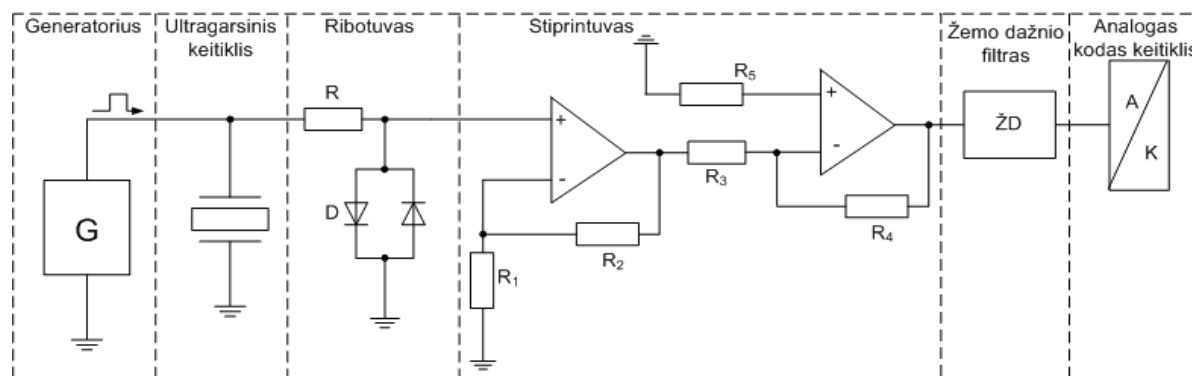 Generatorius
Ultragarsinis
keitiklis
Ribotuvas
Stiprintuvas
Žemo dažnio
filtras
Analogas
kodas keitiklis
G
R
D
+
-
R1
R2
R3
R5
+
-
R4
ŽD
A
K